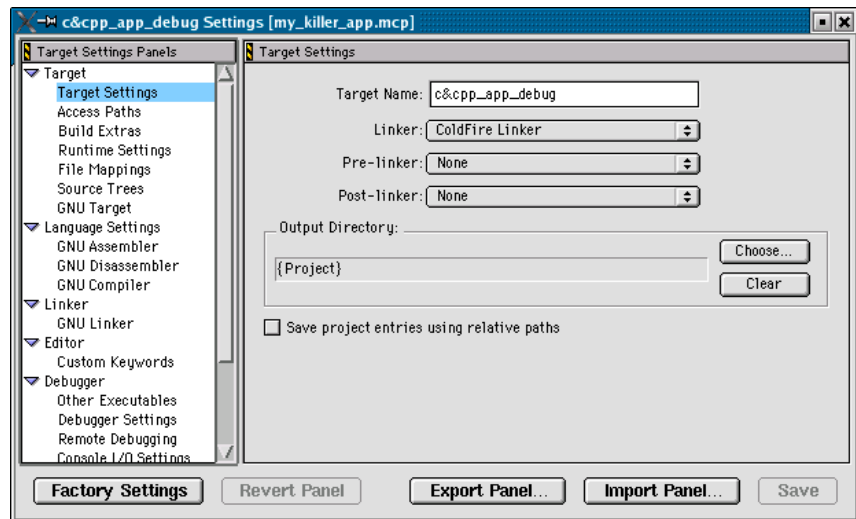 c&cpp_app_debug Settings [my_killer_app.mcp]
Target Settings Panels
Target
Target Settings
Access Paths
Build Extras
Runtime Settings
File Mappings
Source Trees
GNU Target
Language Settings
GNU Assembler
GNU Disassembler
GNU Compiler
Linker
GNU Linker
Editor
Custom Keywords
Debugger
Other Executables
Debugger Settings
Remote Debugging
Console I/O Settings
Target Settings
Target Name: c&cpp_app_debug
Linker: ColdFire Linker
Pre-linker: None
Post-linker: None
Output Directory:
{Project}
Choose...
Clear
Save project entries using relative paths
Factory Settings
Revert Panel
Export Panel...
Import Panel...
Save